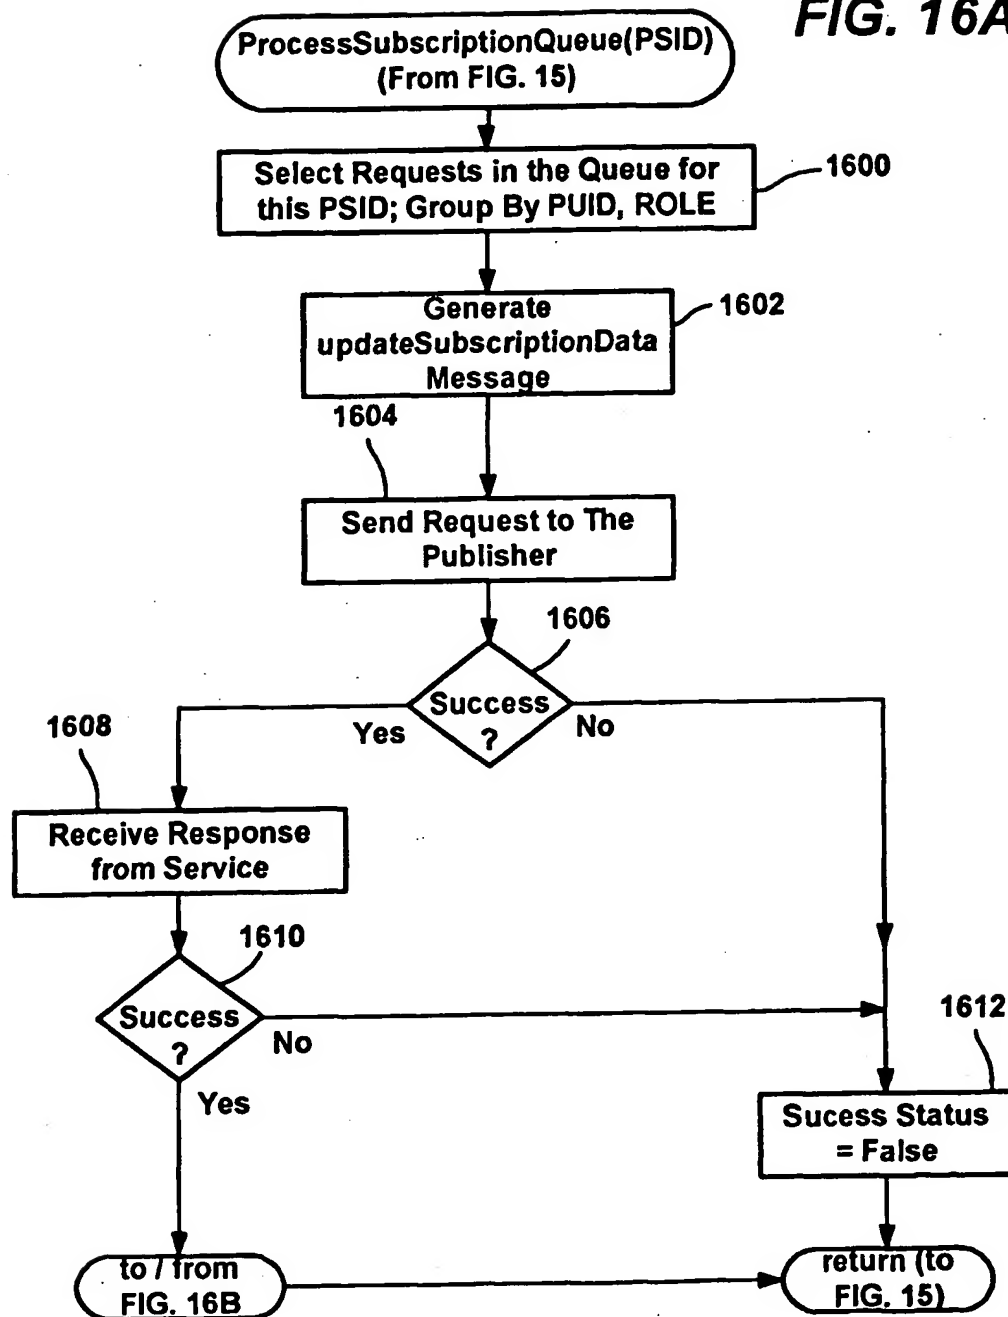 FIG. 16A
ProcessSubscriptionQueue(PSID)
(From FIG. 15)
Select Requests in the Queue for
this PSID; Group By PUID, ROLE
1600
Generate
updateSubscriptionData
Message
1602
1604
Send Request to The
Publisher
1606
Success
?
Yes
No
1608
Receive Response
from Service
1610
Success
?
No
Yes
1612
Sucess Status
= False
to / from
FIG. 16B
return (to
FIG. 15)